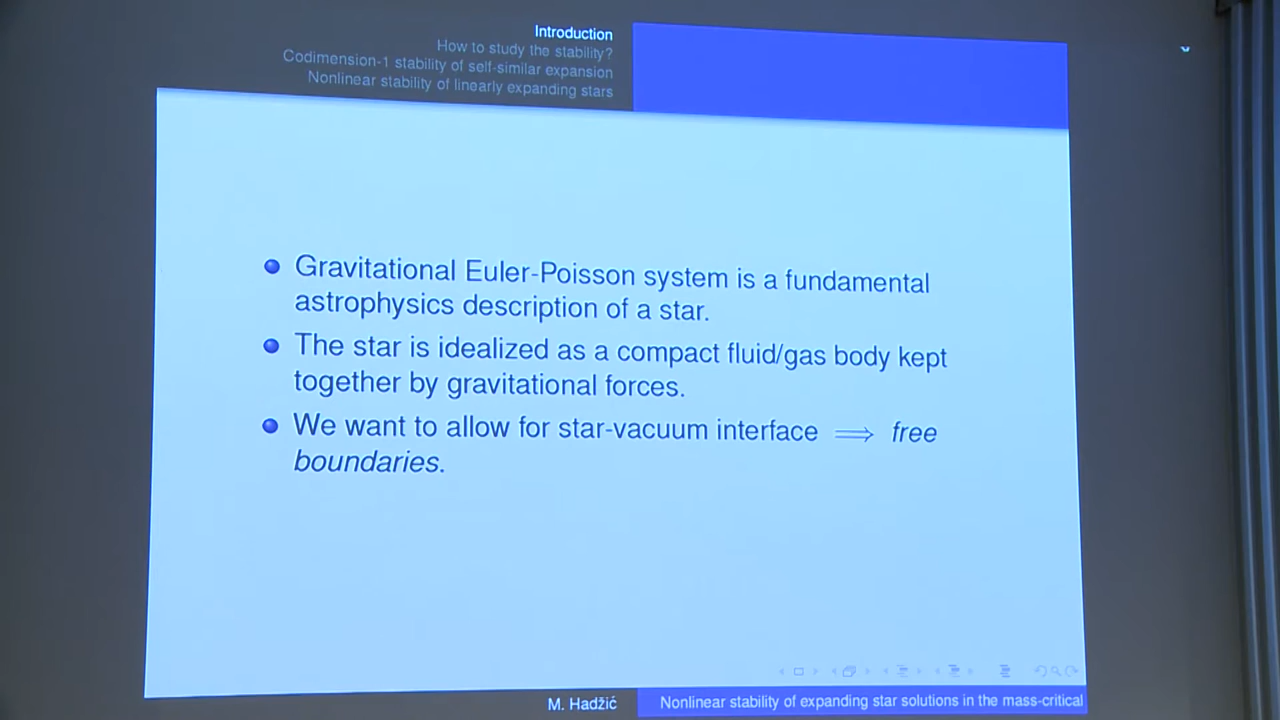 Introduction
How to study the stability?
Codimension-1 stability of self-similar expansion
Nonlinear stability of linearly expanding stars
Gravitational Euler-Poisson system is a fundamental
astrophysics description of a star.
The star is idealized as a compact fluid/gas body kept
together by gravitational forces.
We want to allow for star-vacuum interface ⟹ free
boundaries.
M. Hadžić
Nonlinear stability of expanding star solutions in the mass-critical